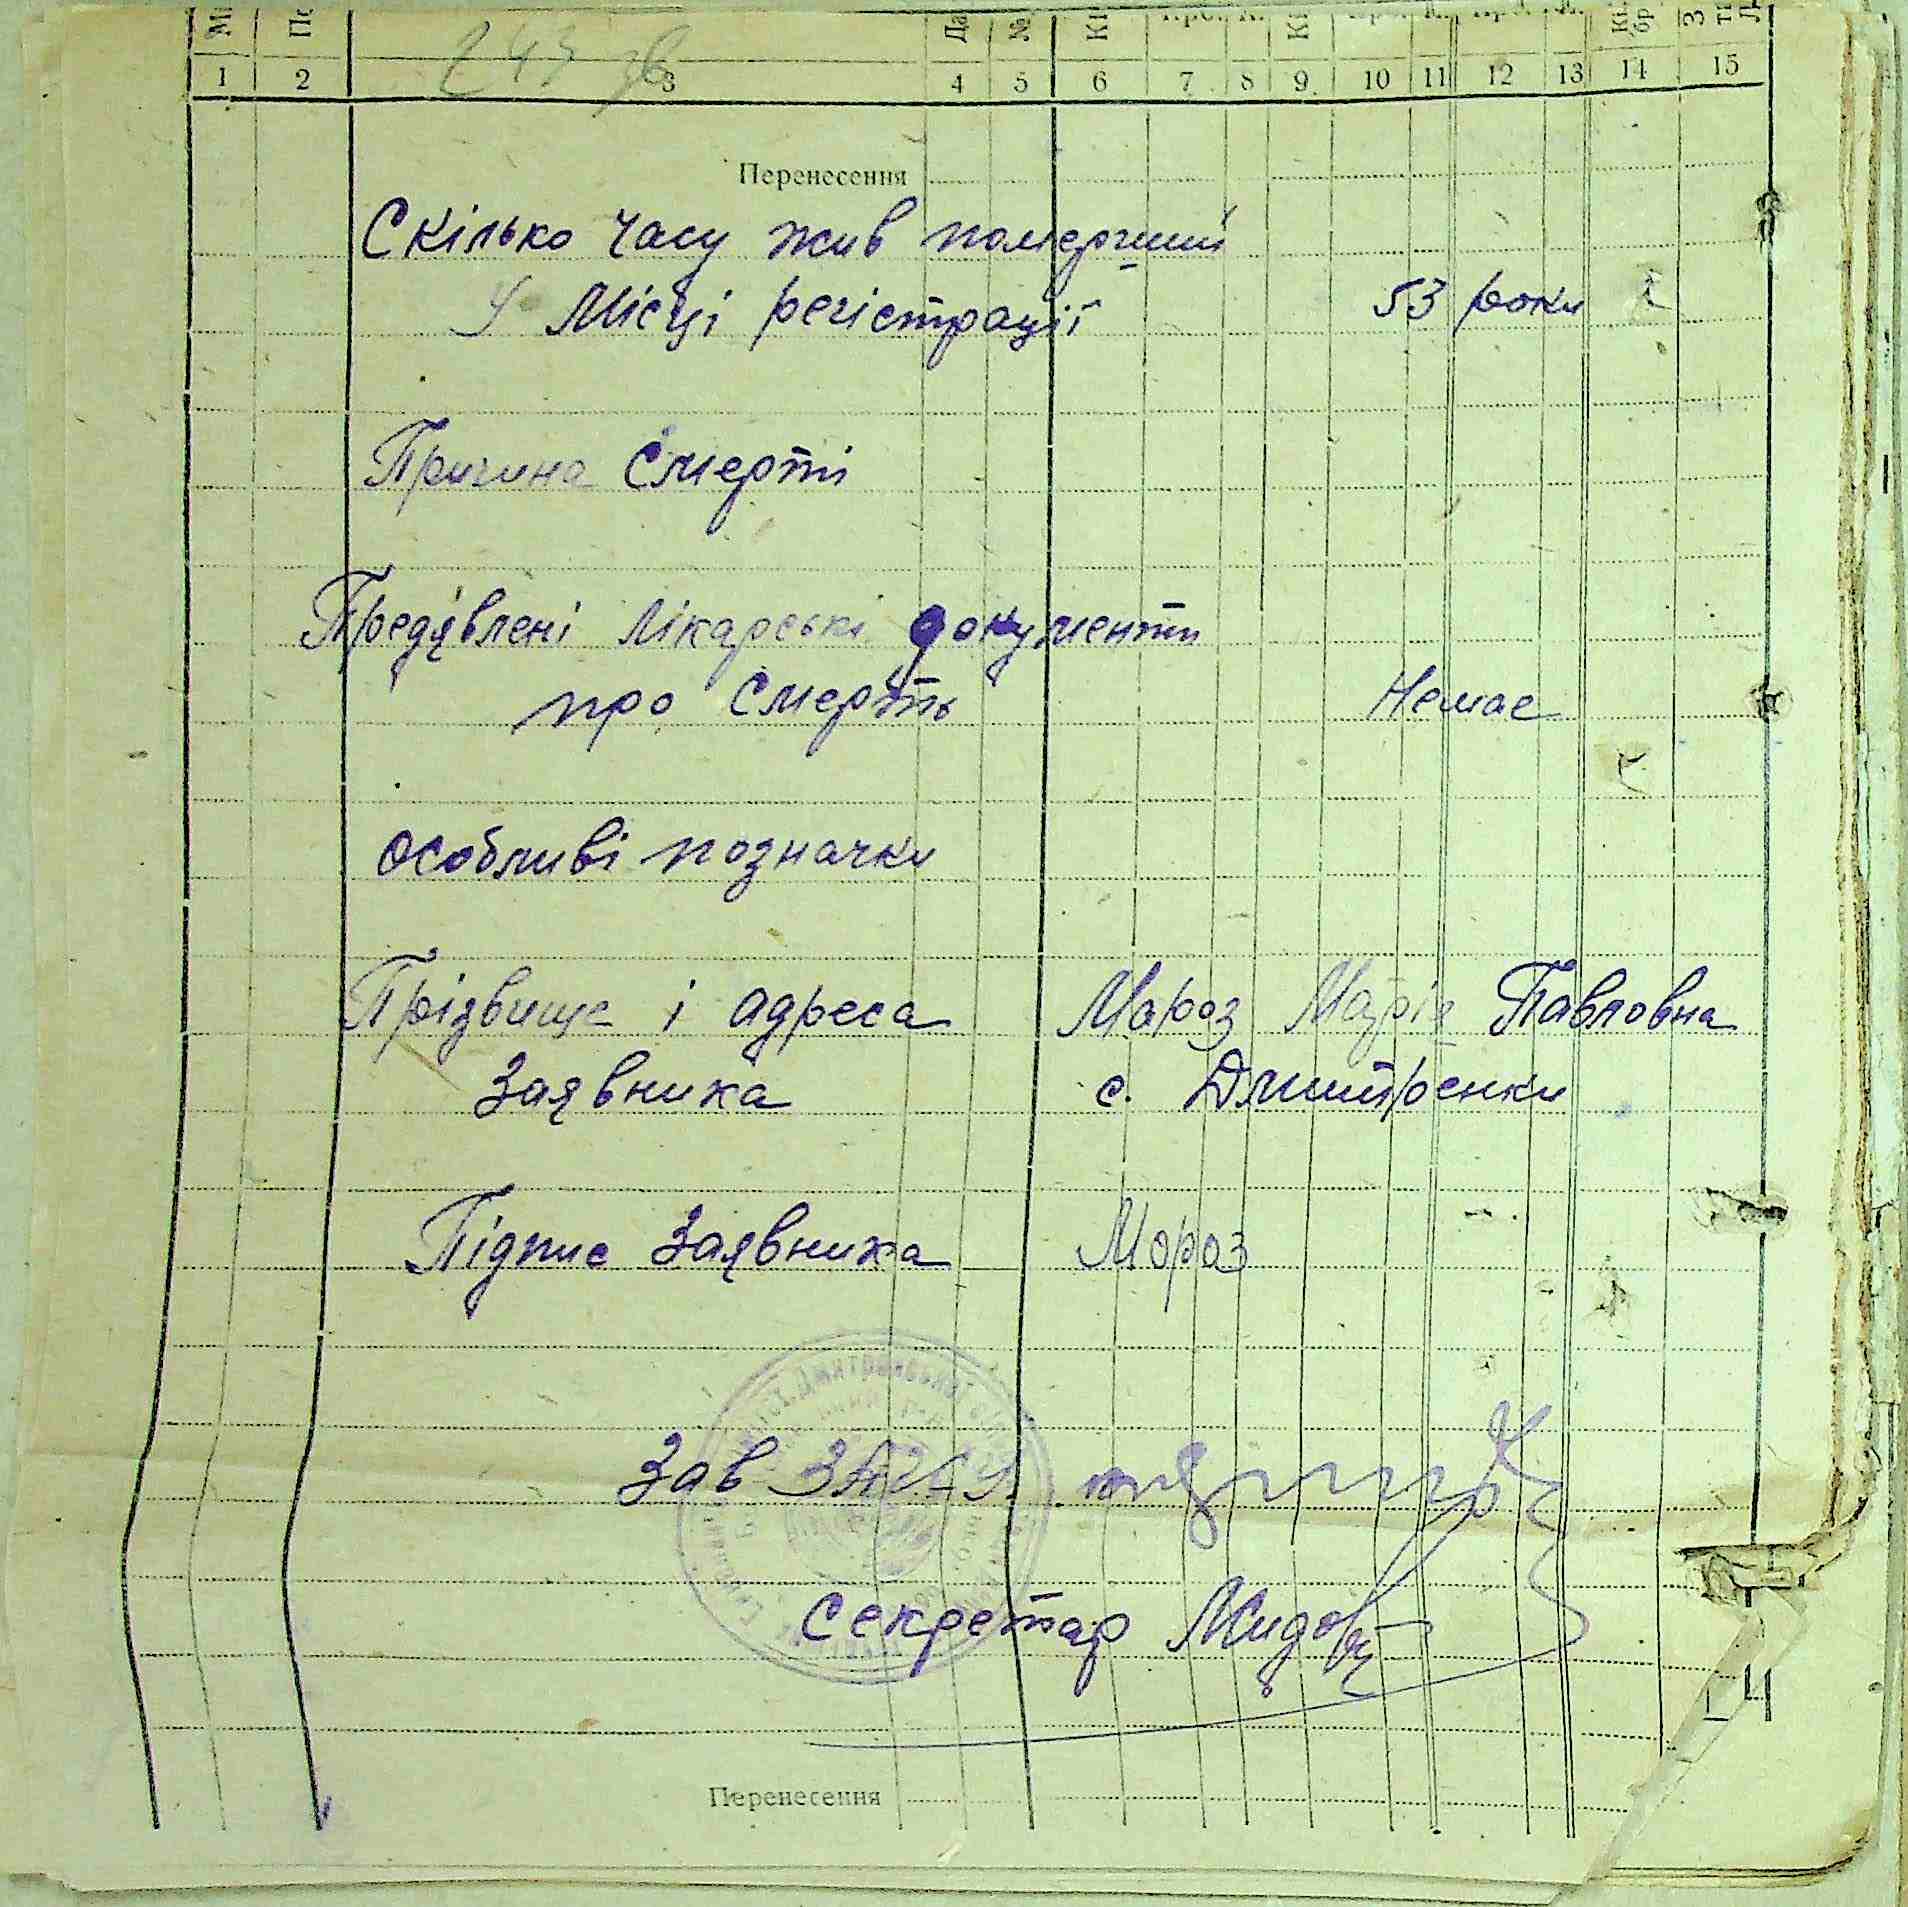 243 зв
1 2 3 4 5 6 7 8 9 10 11 12 13 14 15
Перенесення
Скілько часу жив померший
У Місці регістрації 53 роки
Причина Смерті
Предявлені Лікарські документи
про Смерть Немає
Особливі позначки
Прізвище і адреса Мороз Марія Павловна
Заявника с. Дмитренки
Підпис Заявника Мороз
Зав ЗАГСу
Секретар
Перенесення